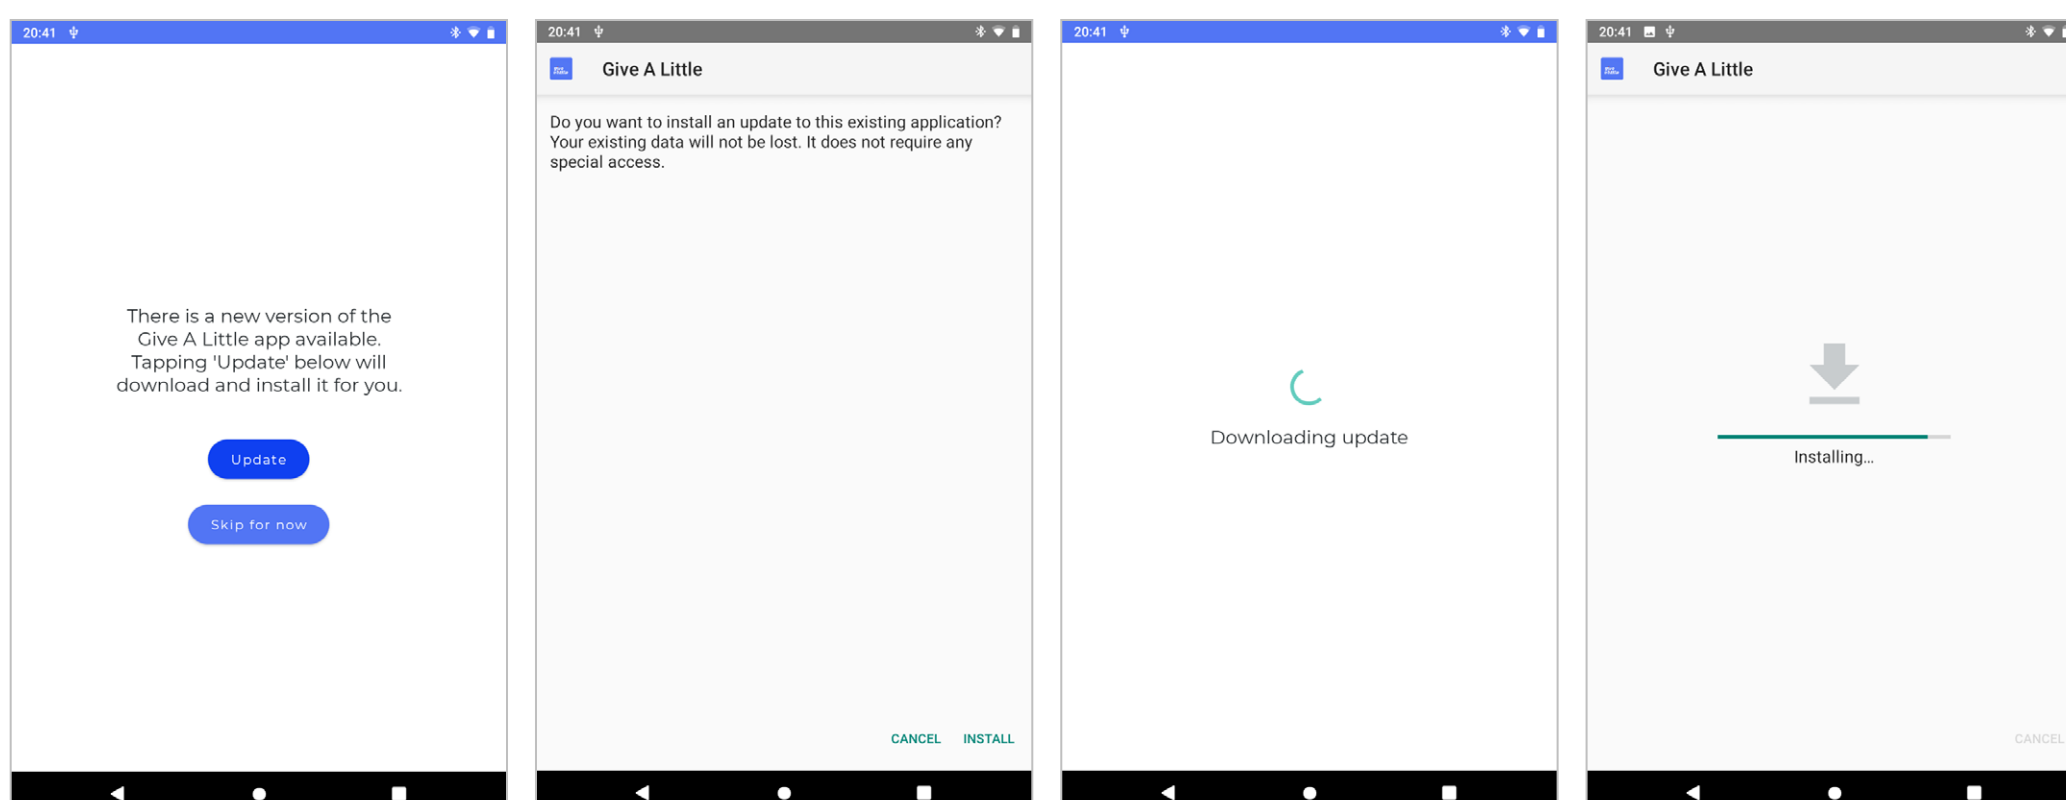 20:41
There is a new version of the
Give A Little app available.
Tapping 'Update' below will
download and install it for you.
Update
Skip for now
20:41
Give A Little
Do you want to install an update to this existing application?
Your existing data will not be lost. It does not require any
special access.
CANCEL INSTALL
20:41
Downloading update
20:41
Give A Little
Installing...
CANCEL